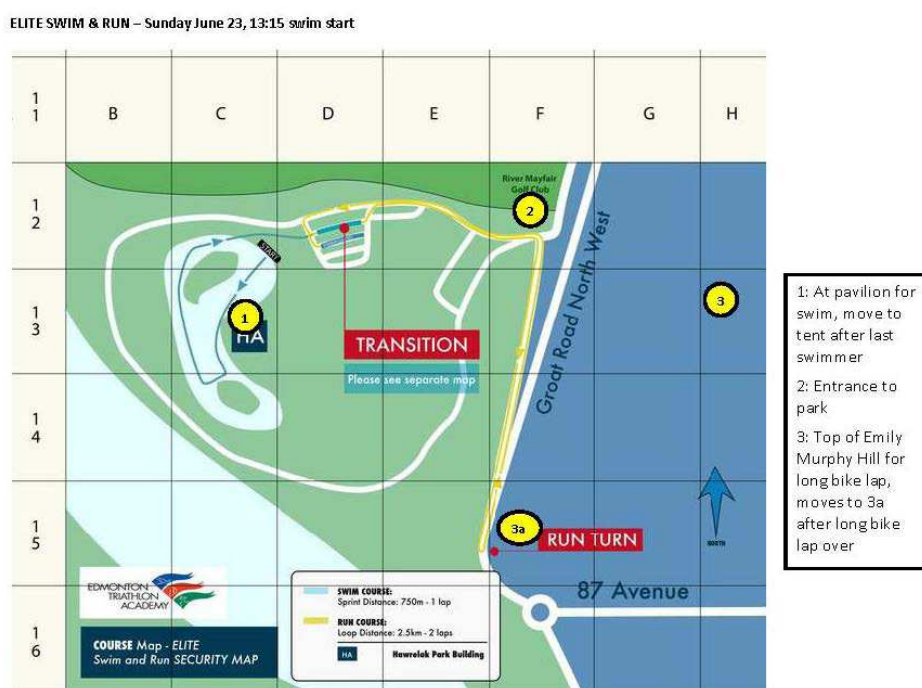 ELITE SWIM & RUN – Sunday June 23, 13:15 swim start
11
B
C
D
E
F
G
H
12
River Mayfair
Golf Club
2
START
Groat Road North West
13
1
HA
3
TRANSITION
Please see separate map
14
15
3a
RUN TURN
NORTH
87 Avenue
16
EDMONTON
TRIATHLON
ACADEMY
COURSE Map - ELITE
Swim and Run SECURITY MAP
SWIM COURSE:
Sprint Distance: 750m - 1 lap
RUN COURSE:
Loop Distance: 2.5km - 2 laps
HA
Hawrelak Park Building
1: At pavilion for
swim, move to
tent after last
swimmer
2: Entrance to
park
3: Top of Emily
Murphy Hill for
long bike lap,
moves to 3a
after long bike
lap over